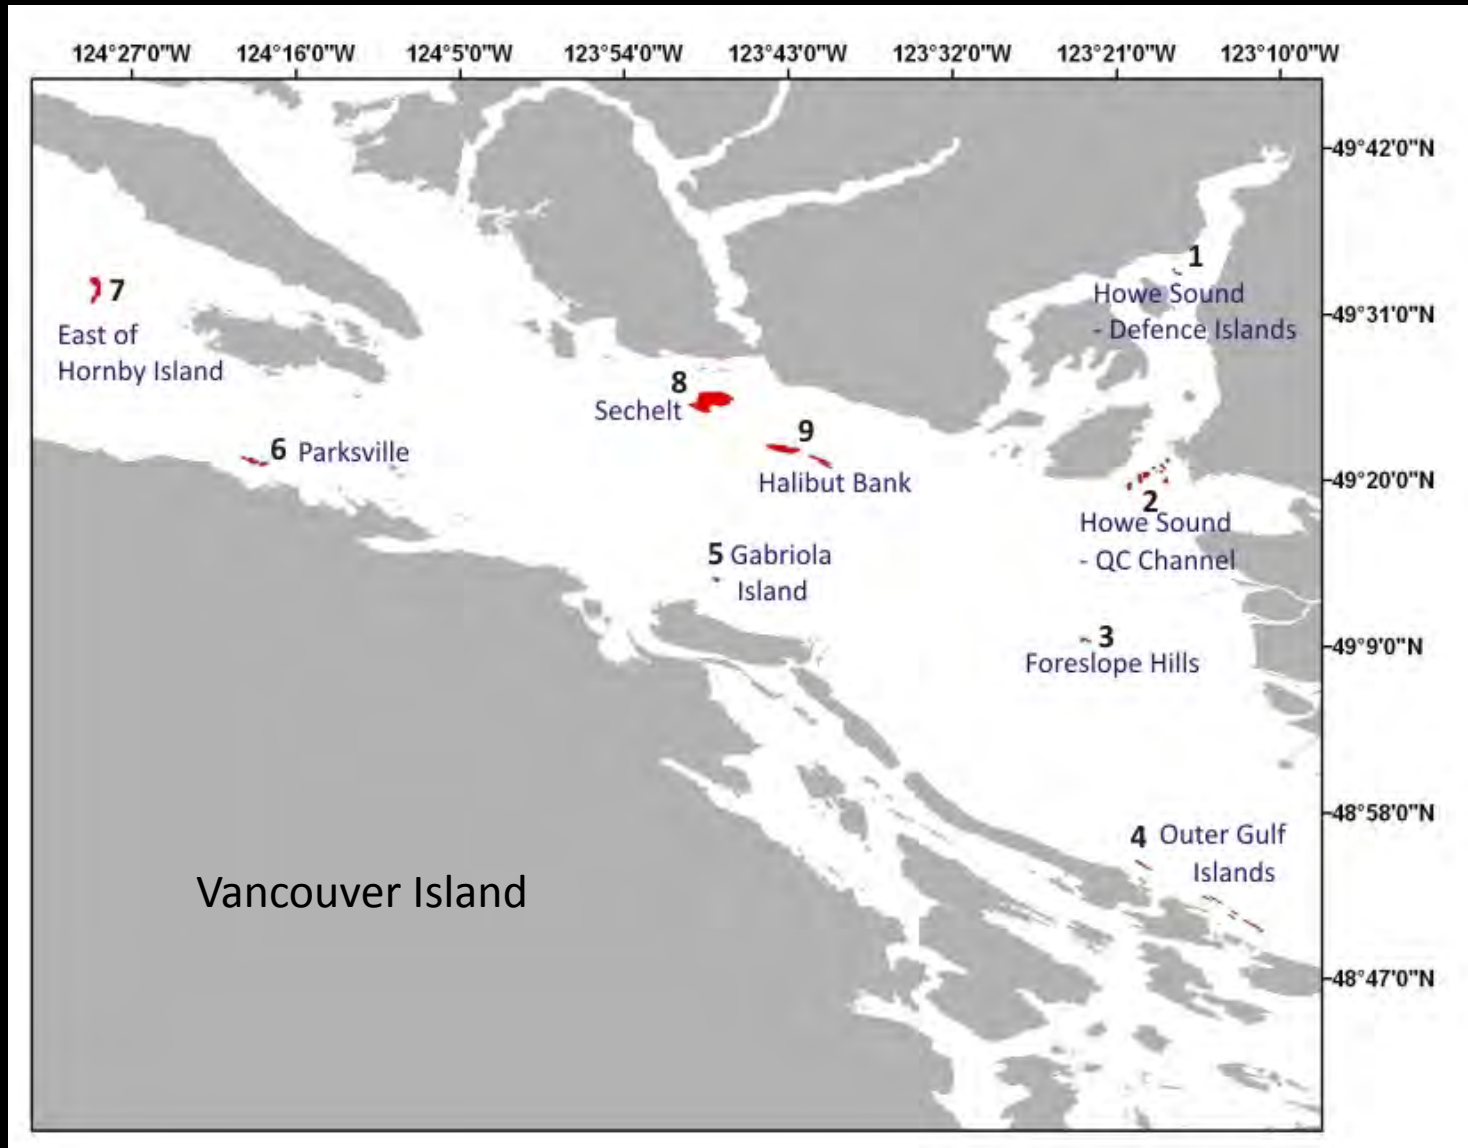 124°27'0"W 124°16'0"W 124°5'0"W 123°54'0"W 123°43'0"W 123°32'0"W 123°21'0"W 123°10'0"W
49°42'0"N
1
Howe Sound
- Defence Islands
7
49°31'0"N
East of
Hornby Island
8
Sechelt
9
6 Parksville
Halibut Bank
49°20'0"N
2
Howe Sound
- QC Channel
5 Gabriola
Island
3
49°9'0"N
Foreslope Hills
48°58'0"N
4 Outer Gulf
Islands
Vancouver Island
48°47'0"N